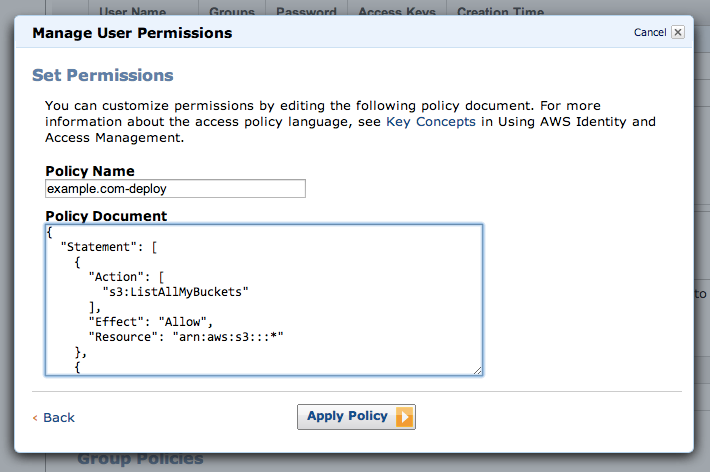 User Name Groups Password Access Keys Creation Time
Manage User Permissions
Cancel
Set Permissions
You can customize permissions by editing the following policy document. For more
information about the access policy language, see Key Concepts in Using AWS Identity and
Access Management.
Policy Name
example.com-deploy
Policy Document
{
"Statement": [
{
"Action": [
"s3:ListAllMyBuckets"
],
"Effect": "Allow",
"Resource": "arn:aws:s3:::*"
},
{
to
‹ Back
Apply Policy
Group Policies